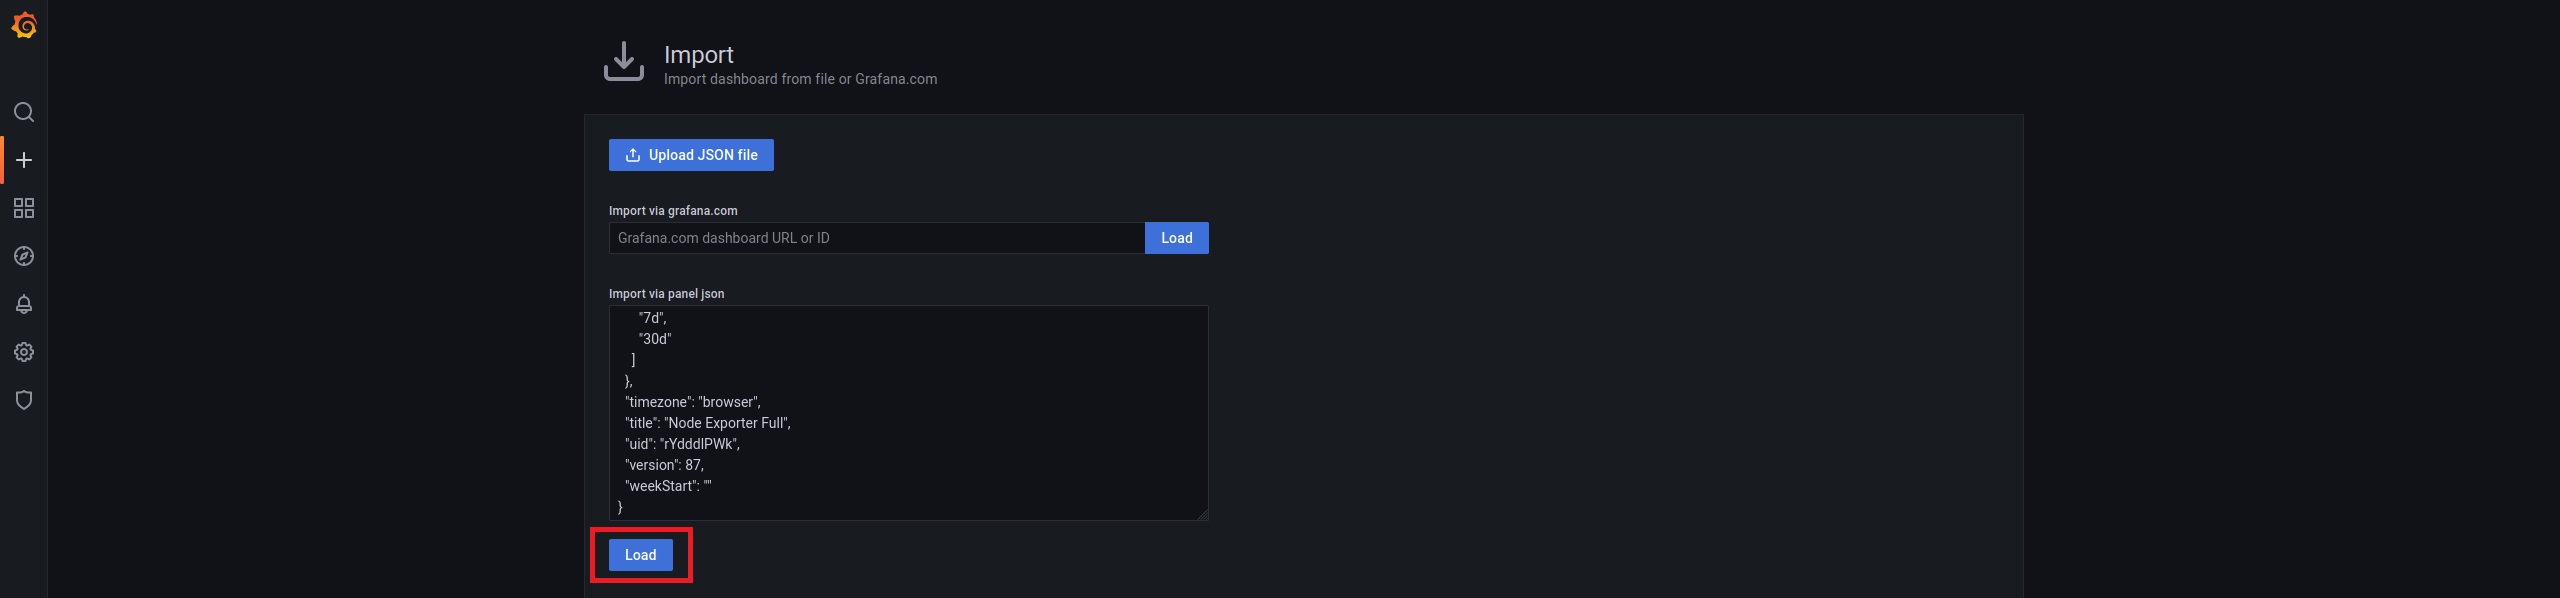 Import
Import dashboard from file or Grafana.com
Upload JSON file
Import via grafana.com
Grafana.com dashboard URL or ID
Load
Import via panel json
"7d",
"30d"
]
},
"timezone": "browser",
"title": "Node Exporter Full",
"uid": "rYdddlPWk",
"version": 87,
"weekStart": ""
}
Load